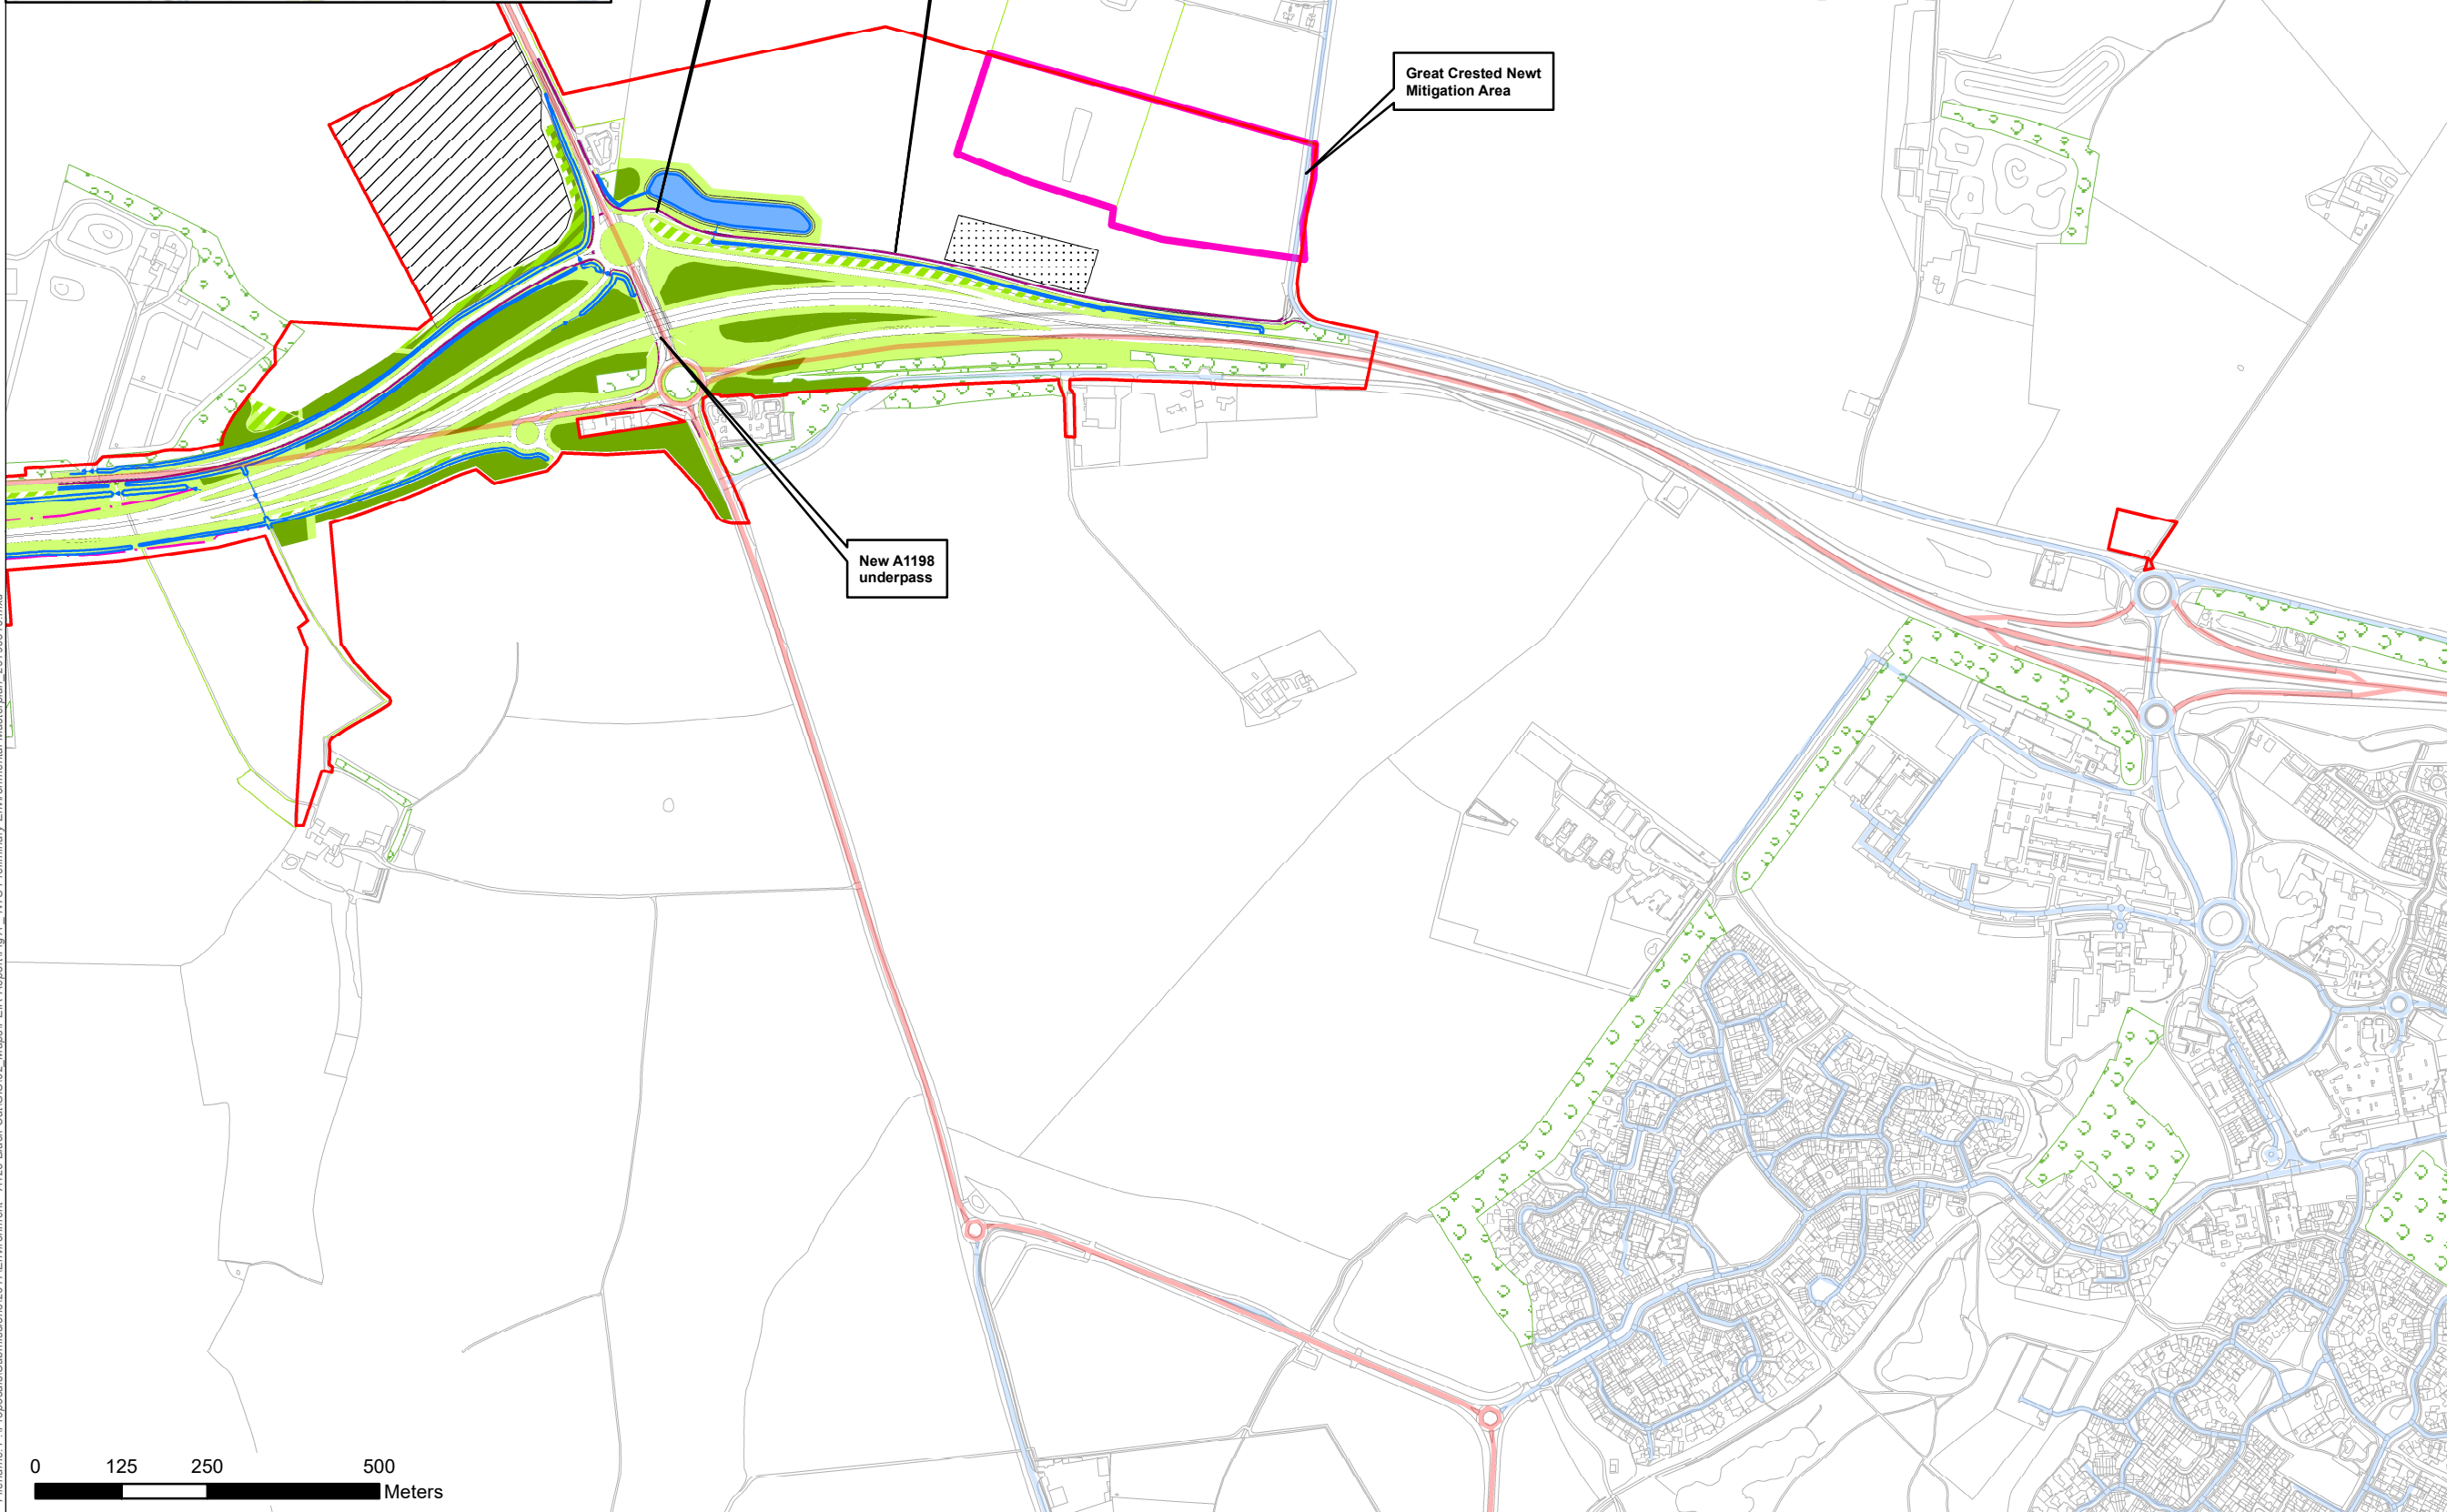 Great Crested Newt
Mitigation Area
New A1198
underpass
0 125 250 500
Meters